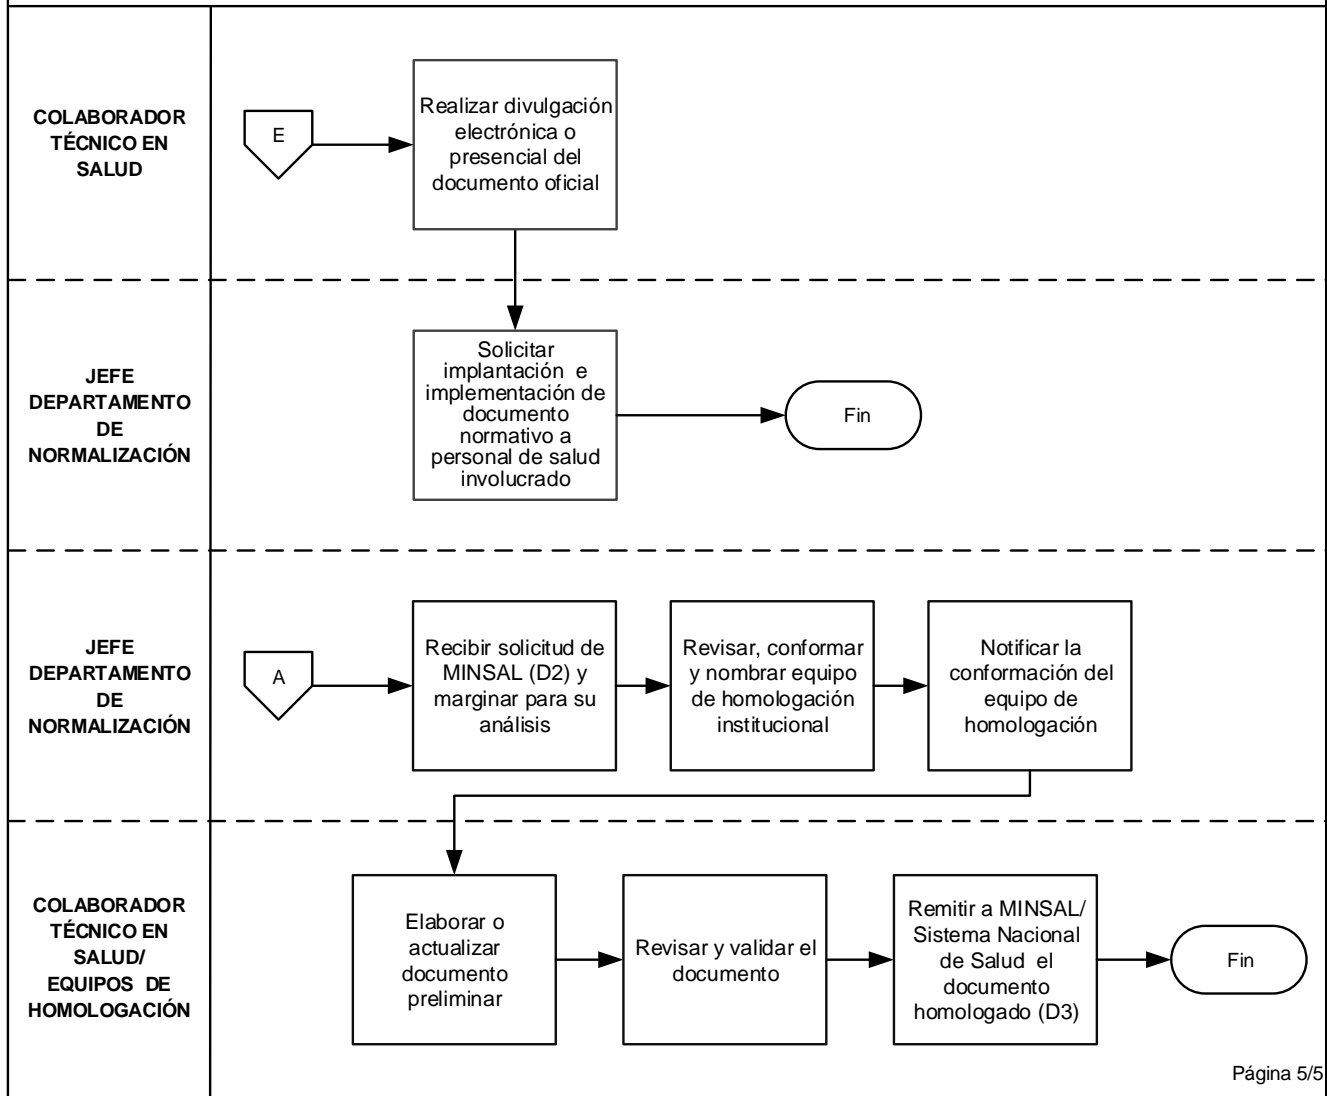 COLABORADOR
TÉCNICO EN
SALUD
E
Realizar divulgación
electrónica o
presencial del
documento oficial
JEFE
DEPARTAMENTO
DE
NORMALIZACIÓN
Solicitar
implantación e
implementación de
documento
normativo a
personal de salud
involucrado
Fin
JEFE
DEPARTAMENTO
DE
NORMALIZACIÓN
A
Recibir solicitud de
MINSAL (D2) y
marginar para su
análisis
Revisar, conformar
y nombrar equipo
de homologación
institucional
Notificar la
conformación del
equipo de
homologación
COLABORADOR
TÉCNICO EN
SALUD/
EQUIPOS DE
HOMOLOGACIÓN
Elaborar o
actualizar
documento
preliminar
Revisar y validar el
documento
Remitir a MINSAL/
Sistema Nacional
de Salud el
documento
homologado (D3)
Fin
Página 5/5